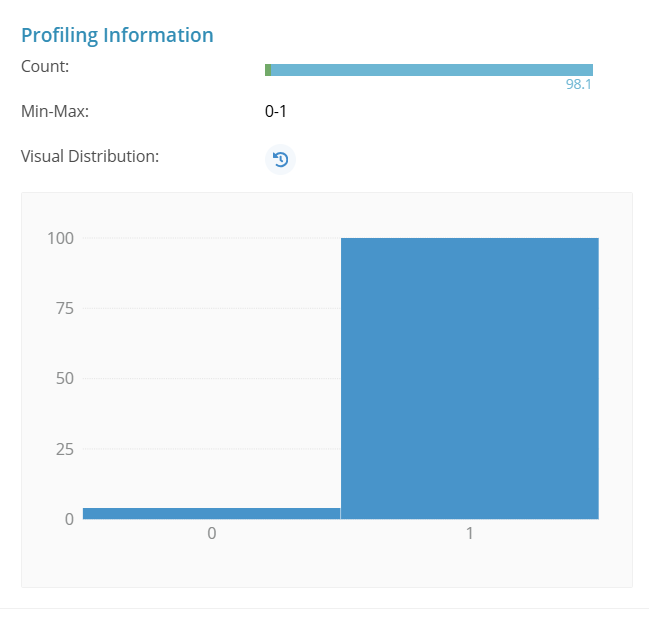 Profiling Information
Count:
98.1
Min-Max: 0-1
Visual Distribution:
100
75
50
25
0
0 1